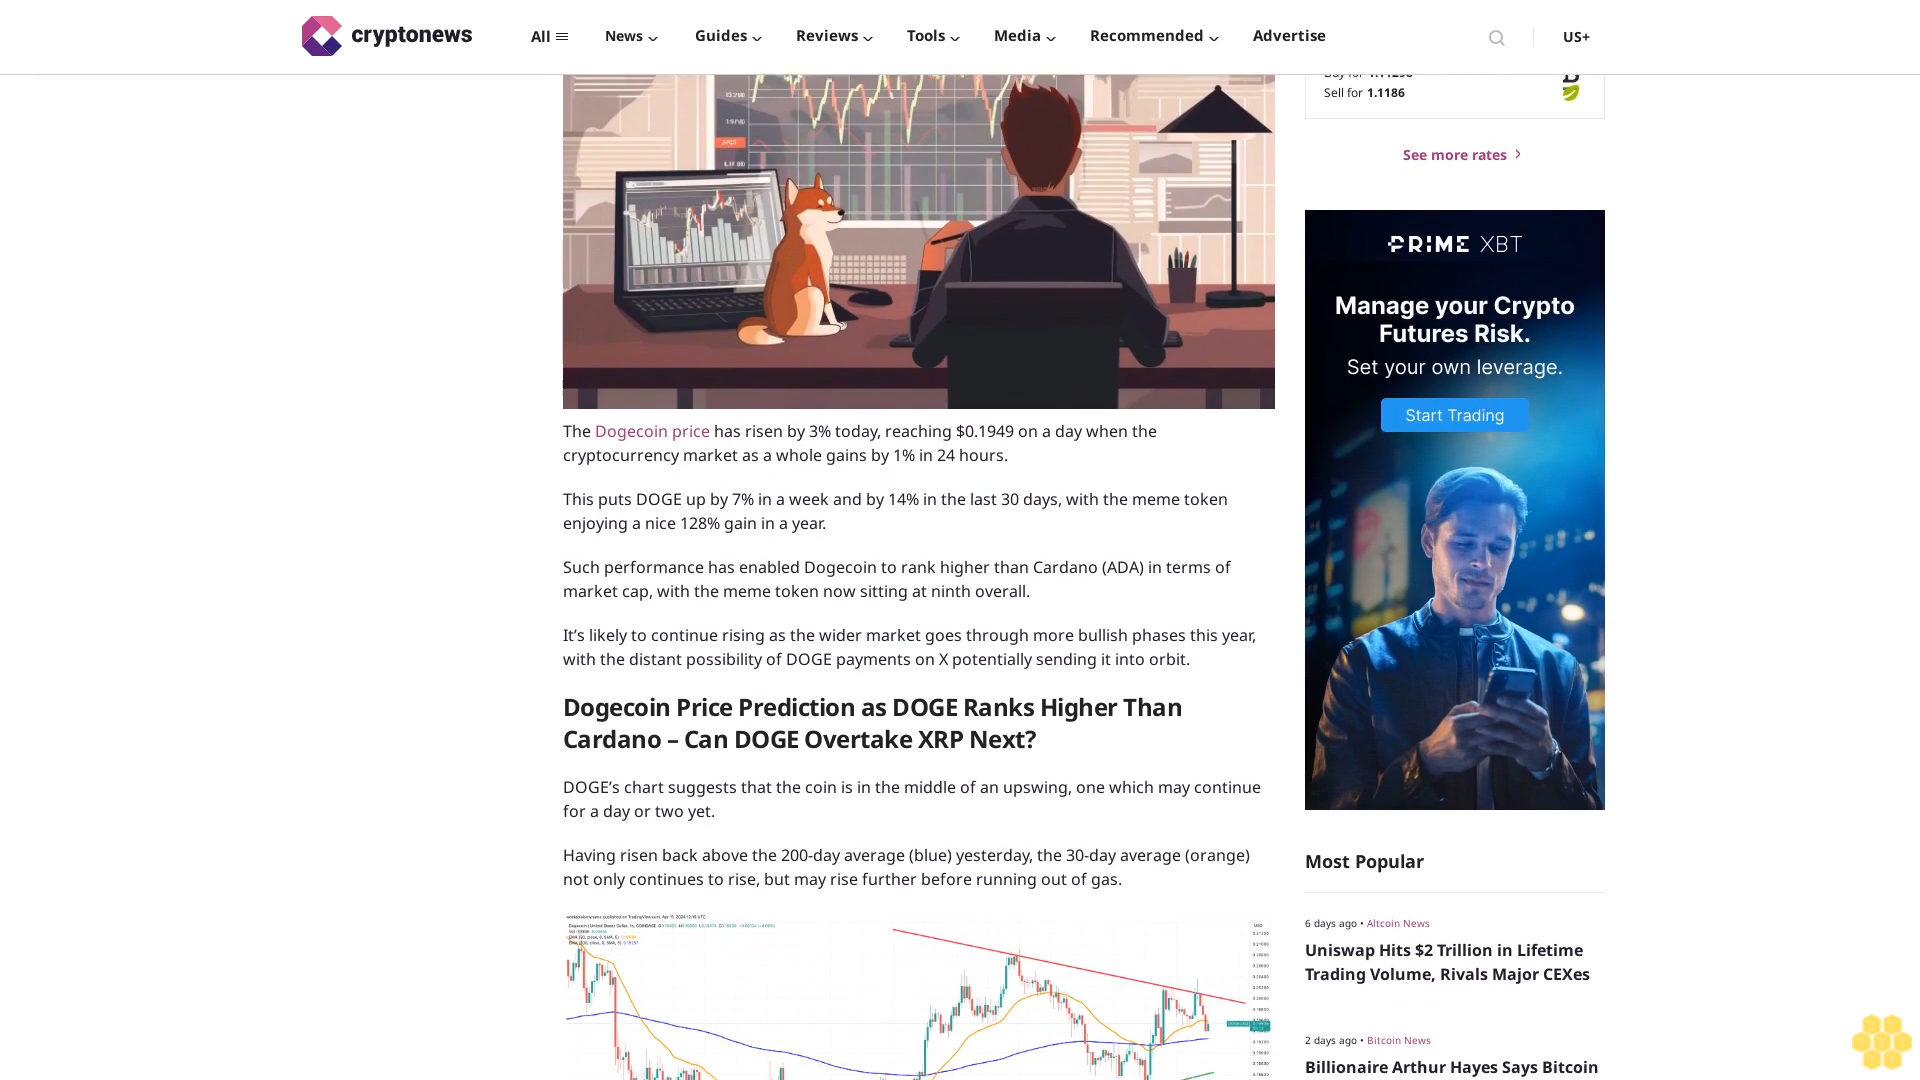 cryptonews
All
News
Guides
Reviews
Tools
Media
Recommended
Advertise
US+
Sell for 1.1186
See more rates
PRIME XBT
Manage your Crypto
Futures Risk.
Set your own leverage.
Start Trading
The Dogecoin price has risen by 3% today, reaching $0.1949 on a day when the
cryptocurrency market as a whole gains by 1% in 24 hours.
This puts DOGE up by 7% in a week and by 14% in the last 30 days, with the meme token
enjoying a nice 128% gain in a year.
Such performance has enabled Dogecoin to rank higher than Cardano (ADA) in terms of
market cap, with the meme token now sitting at ninth overall.
It’s likely to continue rising as the wider market goes through more bullish phases this year,
with the distant possibility of DOGE payments on X potentially sending it into orbit.
Dogecoin Price Prediction as DOGE Ranks Higher Than
Cardano – Can DOGE Overtake XRP Next?
DOGE’s chart suggests that the coin is in the middle of an upswing, one which may continue
for a day or two yet.
Having risen back above the 200-day average (blue) yesterday, the 30-day average (orange)
not only continues to rise, but may rise further before running out of gas.
Most Popular
6 days ago • Altcoin News
Uniswap Hits $2 Trillion in Lifetime
Trading Volume, Rivals Major CEXes
2 days ago • Bitcoin News
Billionaire Arthur Hayes Says Bitcoin